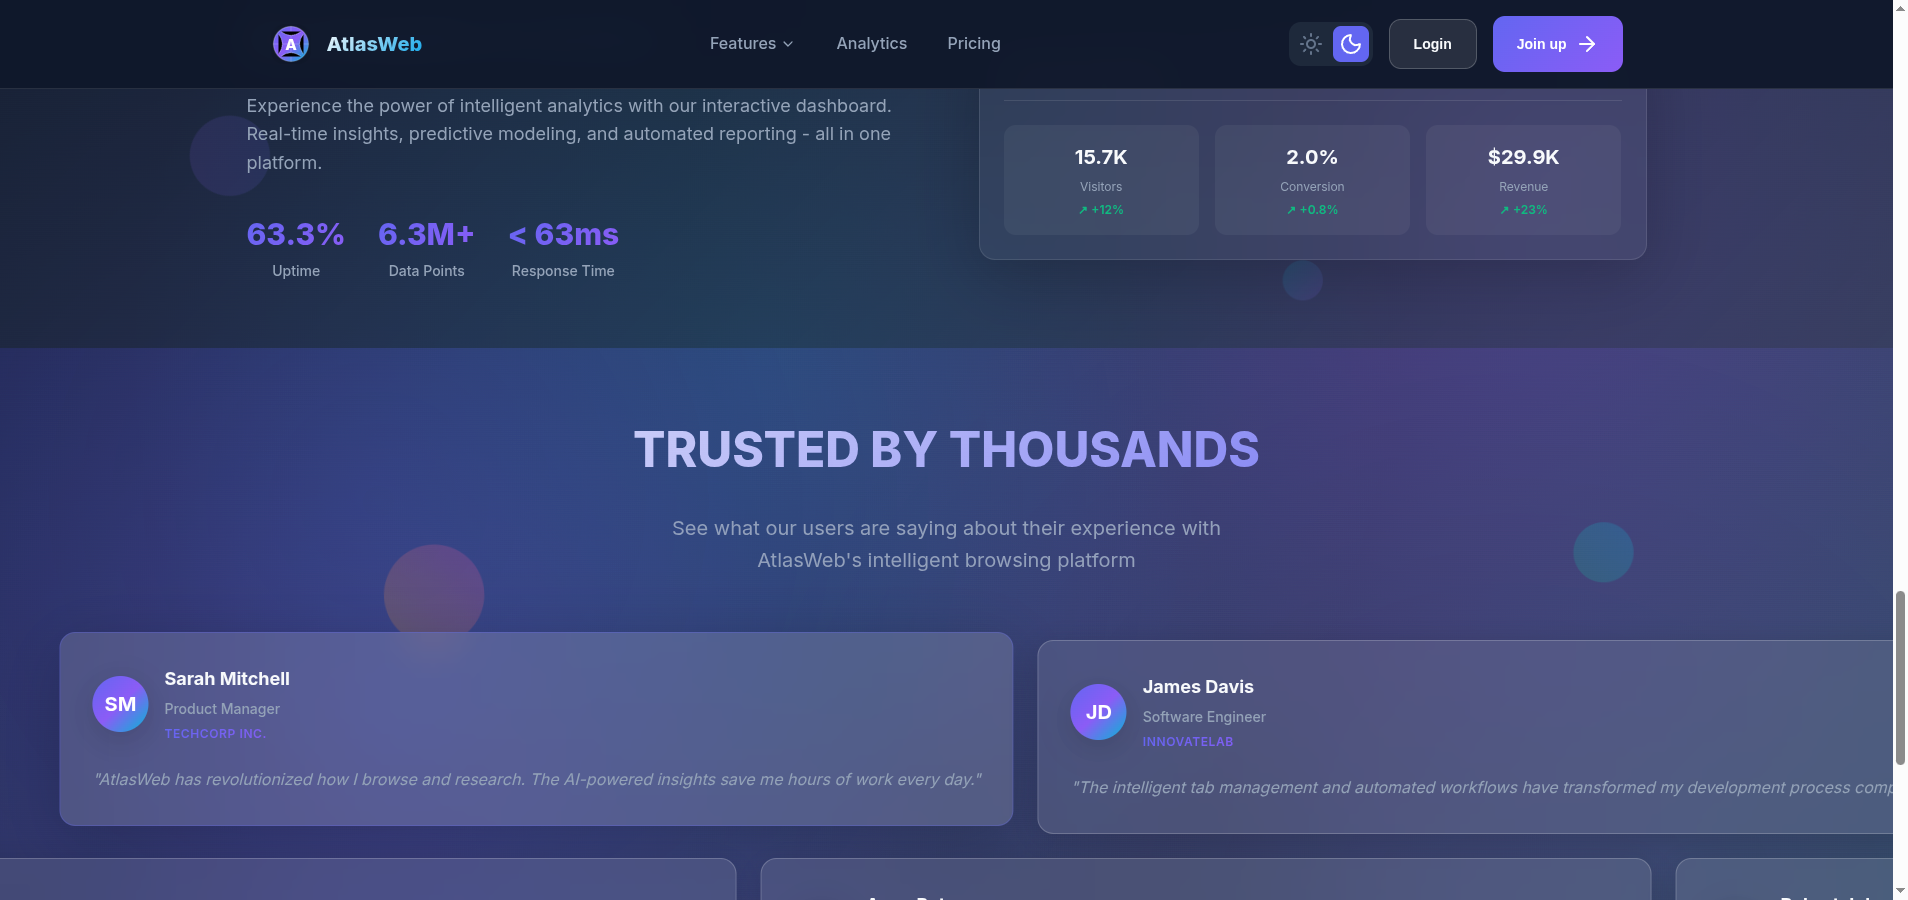 A
AtlasWeb
Features
Analytics
Pricing
Login
Join up
Experience the power of intelligent analytics with our interactive dashboard.
Real-time insights, predictive modeling, and automated reporting - all in one
platform.
63.3%
Uptime
6.3M+
Data Points
< 63ms
Response Time
15.7K
Visitors
↗ +12%
2.0%
Conversion
↗ +0.8%
$29.9K
Revenue
↗ +23%
TRUSTED BY THOUSANDS
See what our users are saying about their experience with
AtlasWeb's intelligent browsing platform
SM
Sarah Mitchell
Product Manager
TECHCORP INC.
"AtlasWeb has revolutionized how I browse and research. The AI-powered insights save me hours of work every day."
JD
James Davis
Software Engineer
INNOVATELAB
"The intelligent tab management and automated workflows have transformed my development process